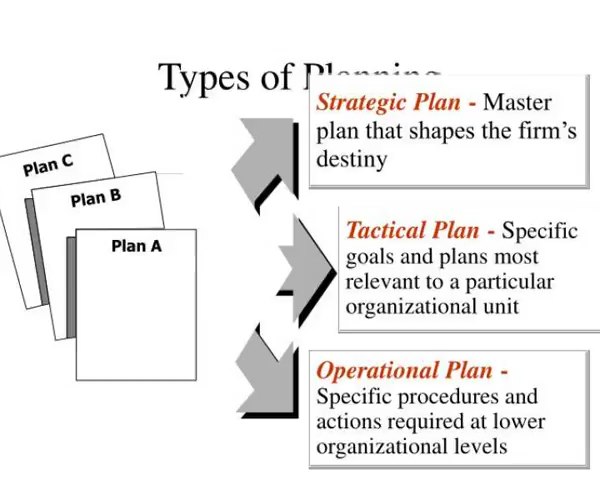 Types of Planning
Strategic Plan - Master
plan that shapes the firm's
destiny
Plan C
Plan B
Plan A
Tactical Plan - Specific
goals and plans most
relevant to a particular
organizational unit
Operational Plan -
Specific procedures and
actions required at lower
organizational levels